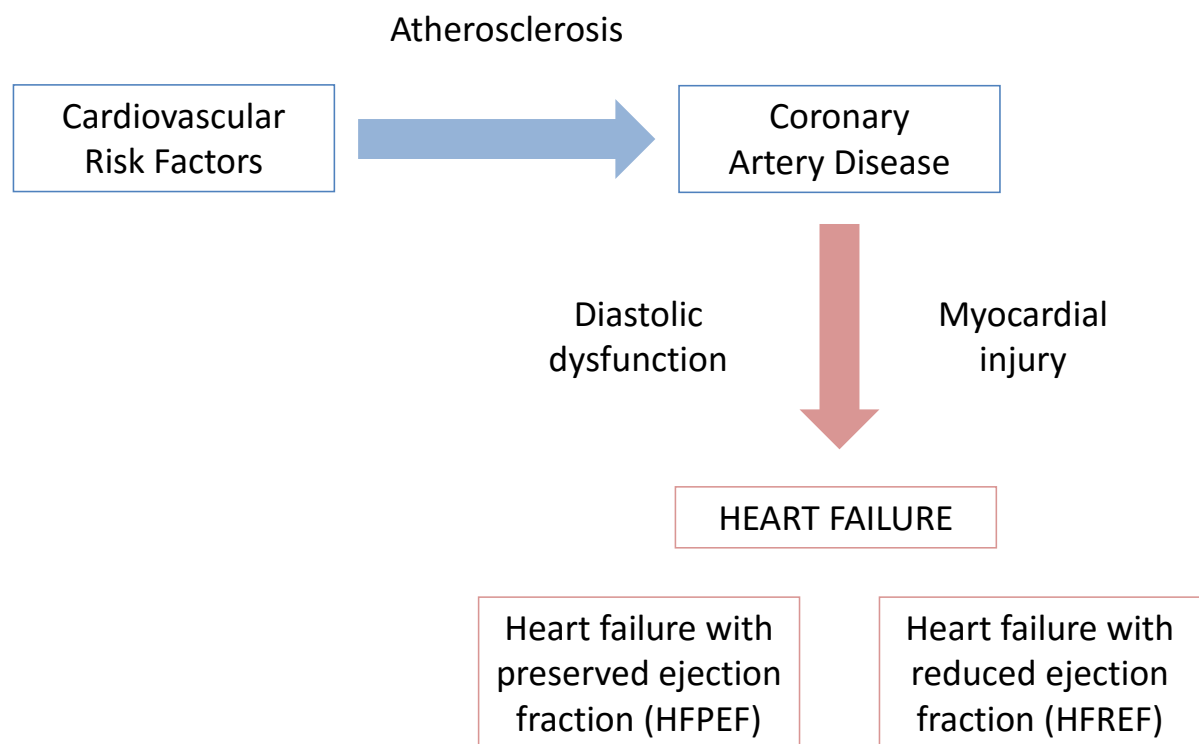 Atherosclerosis
Cardiovascular
Risk Factors
Coronary
Artery Disease
Diastolic
dysfunction
Myocardial
injury
HEART FAILURE
Heart failure with
preserved ejection
fraction (HFPEF)
Heart failure with
reduced ejection
fraction (HFREF)